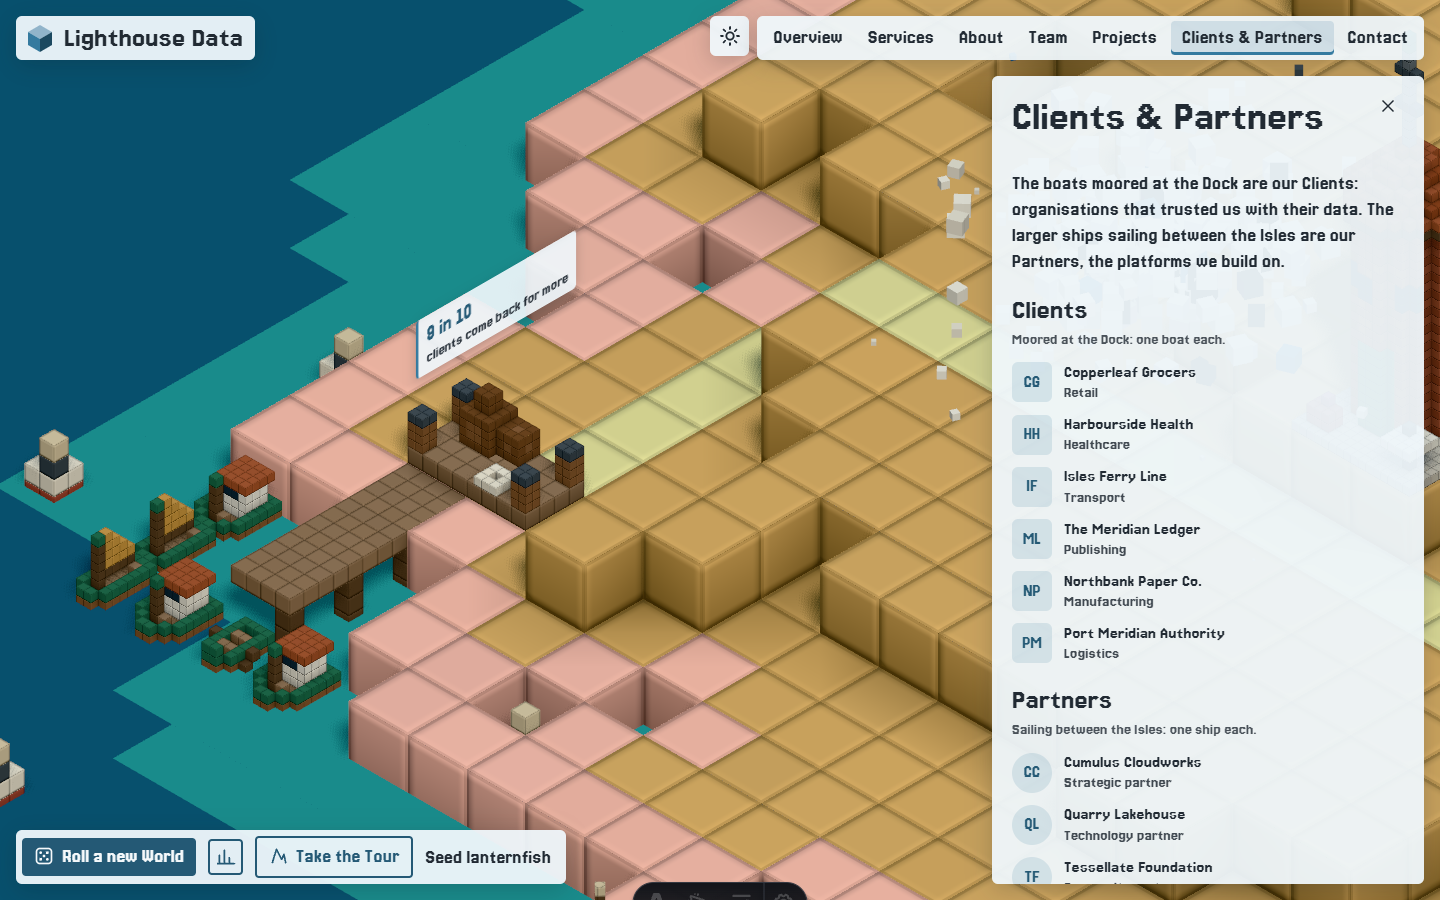 Lighthouse Data
Overview
Services
About
Team
Projects
Clients & Partners
Contact
Clients & Partners
The boats moored at the Dock are our Clients:
organisations that trusted us with their data. The
larger ships sailing between the Isles are our
Partners, the platforms we build on.
Clients
Moored at the Dock: one boat each.
CG
Copperleaf Grocers
Retail
HH
Harbourside Health
Healthcare
IF
Isles Ferry Line
Transport
ML
The Meridian Ledger
Publishing
NP
Northbank Paper Co.
Manufacturing
PM
Port Meridian Authority
Logistics
Partners
Sailing between the Isles: one ship each.
CC
Cumulus Cloudworks
Strategic partner
QL
Quarry Lakehouse
Technology partner
TF
Tessellate Foundation
9 in 10
clients come back for more
Roll a new World
Take the Tour
Seed lanternfish